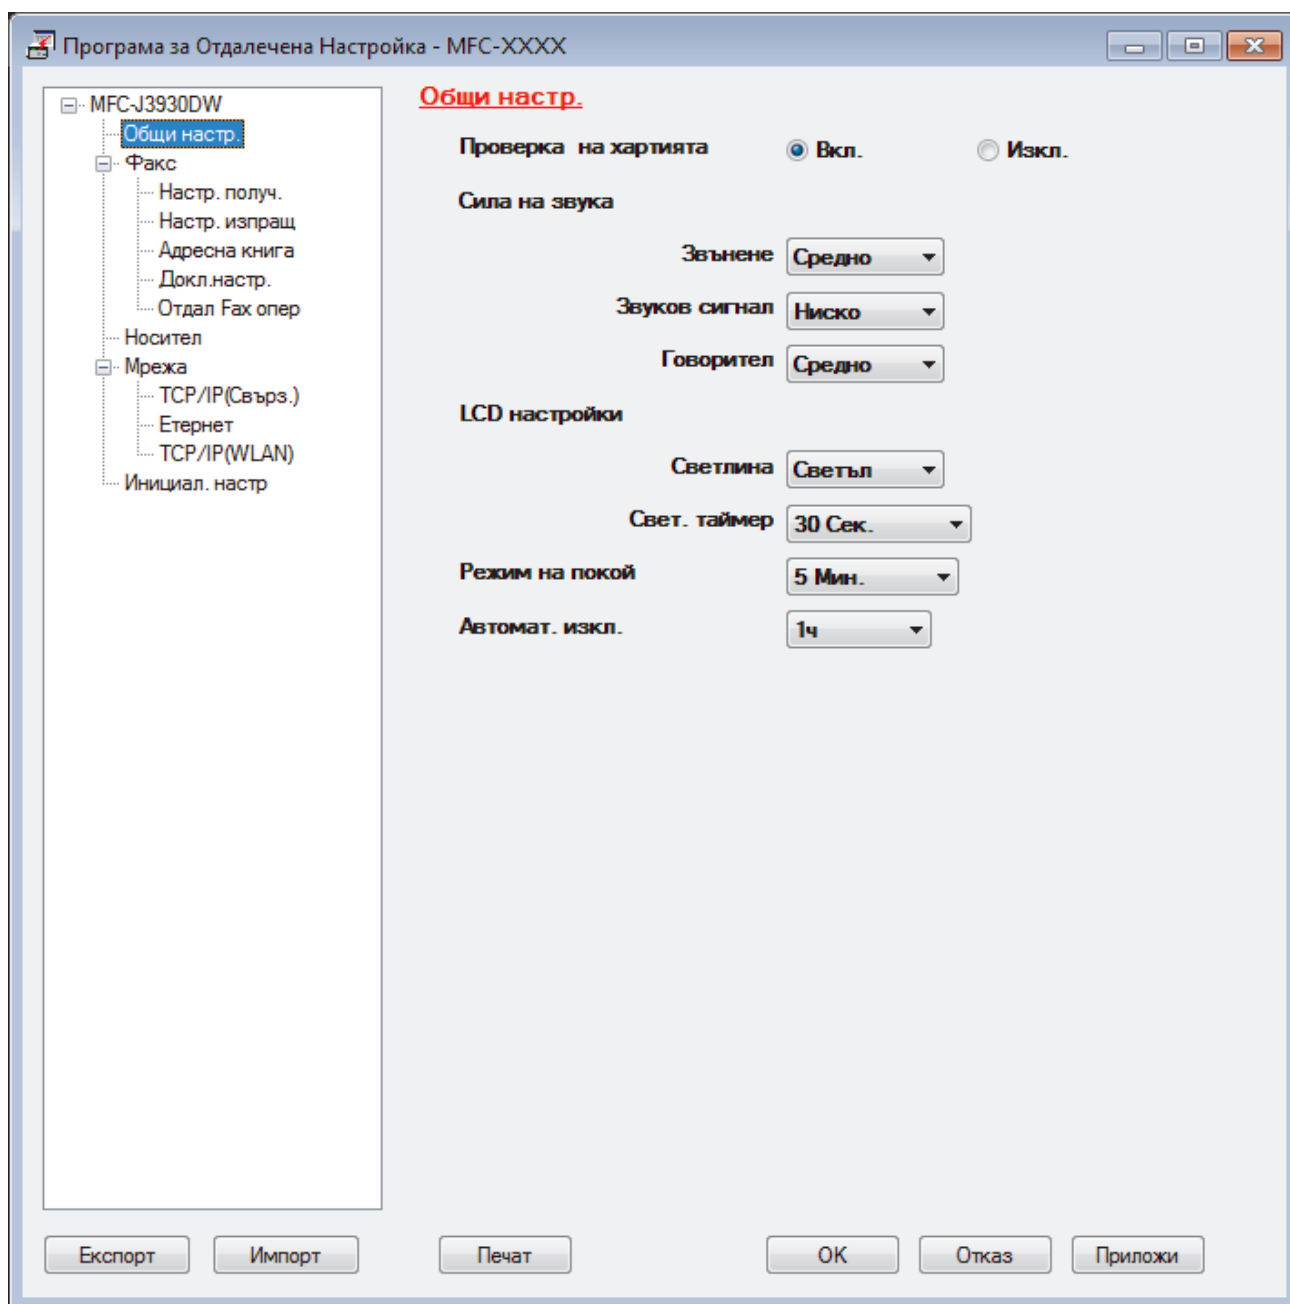 Програма за Отдалечена Настройка - MFC-XXXX
MFC-J3930DW
Общи настр.
Факс
Настр. получ.
Настр. изпращ
Адресна книга
Докл.настр.
Отдал Fax опер
Носител
Мрежа
TCP/IP(Свърз.)
Етернет
TCP/IP(WLAN)
Инициал. настр
Общи настр.
Проверка на хартията Вкл. Изкл.
Сила на звука
Звънене Средно
Звуков сигнал Ниско
Говорител Средно
LCD настройки
Светлина Светъл
Свет. таймер 30 Сек.
Режим на покой 5 Мин.
Автомат. изкл. 1ч
Експорт Импорт Печат OK Отказ Приложи